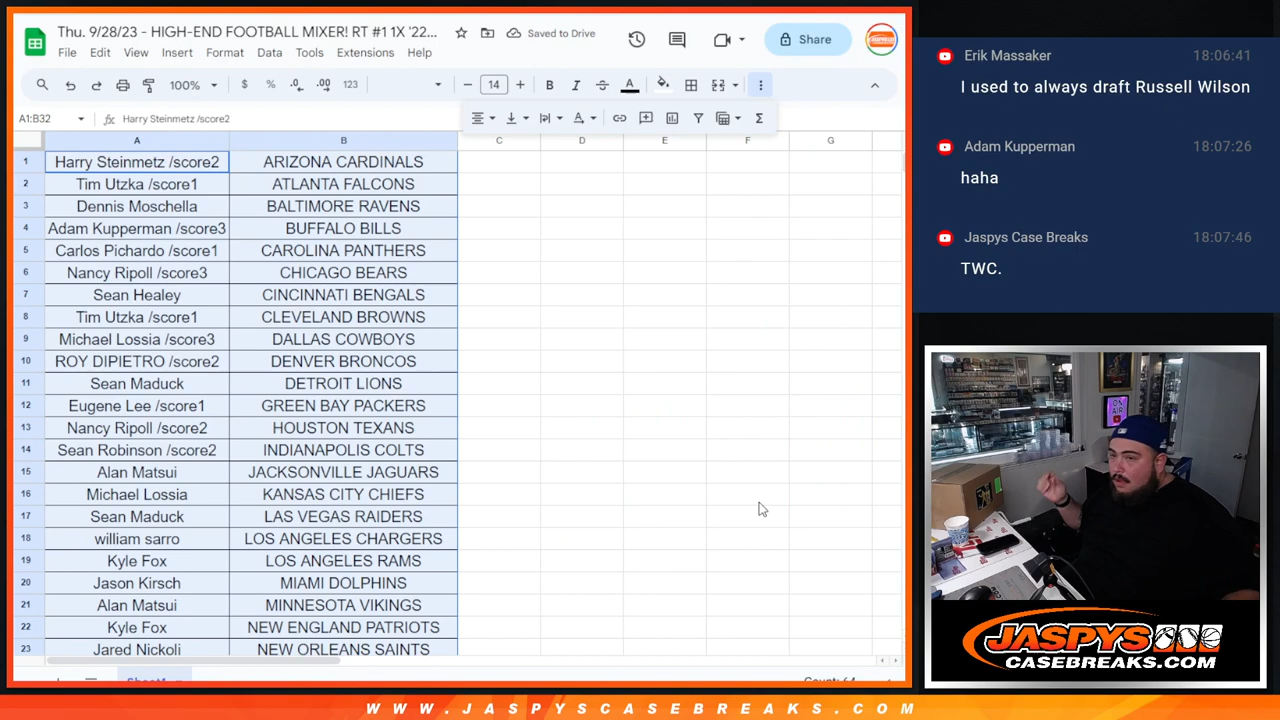 Thu. 9/28/23 - HIGH-END FOOTBALL MIXER! RT #1 1X '22...
Saved to Drive
Share
File Edit View Insert Format Data Tools Extensions Help
100% $ % .0 .00 123 14 B I A
A1:B32 Harry Steinmetz /score2
A B C D E F G
1 Harry Steinmetz /score2 ARIZONA CARDINALS
2 Tim Utzka /score1 ATLANTA FALCONS
3 Dennis Moschella BALTIMORE RAVENS
4 Adam Kupperman /score3 BUFFALO BILLS
5 Carlos Pichardo /score1 CAROLINA PANTHERS
6 Nancy Ripoll /score3 CHICAGO BEARS
7 Sean Healey CINCINNATI BENGALS
8 Tim Utzka /score1 CLEVELAND BROWNS
9 Michael Lossia /score3 DALLAS COWBOYS
10 ROY DIPIETRO /score2 DENVER BRONCOS
11 Sean Maduck DETROIT LIONS
12 Eugene Lee /score1 GREEN BAY PACKERS
13 Nancy Ripoll /score2 HOUSTON TEXANS
14 Sean Robinson /score2 INDIANAPOLIS COLTS
15 Alan Matsui JACKSONVILLE JAGUARS
16 Michael Lossia KANSAS CITY CHIEFS
17 Sean Maduck LAS VEGAS RAIDERS
18 william sarro LOS ANGELES CHARGERS
19 Kyle Fox LOS ANGELES RAMS
20 Jason Kirsch MIAMI DOLPHINS
21 Alan Matsui MINNESOTA VIKINGS
22 Kyle Fox NEW ENGLAND PATRIOTS
23 Jared Nickoli NEW ORLEANS SAINTS
Sheet1 Count: 64
Erik Massaker 18:06:41
I used to always draft Russell Wilson
Adam Kupperman 18:07:26
haha
Jaspys Case Breaks 18:07:46
TWC.
ON AIR
JASPYS
CASEBREAKS.COM
WWW.JASPYSCASEBREAKS.COM